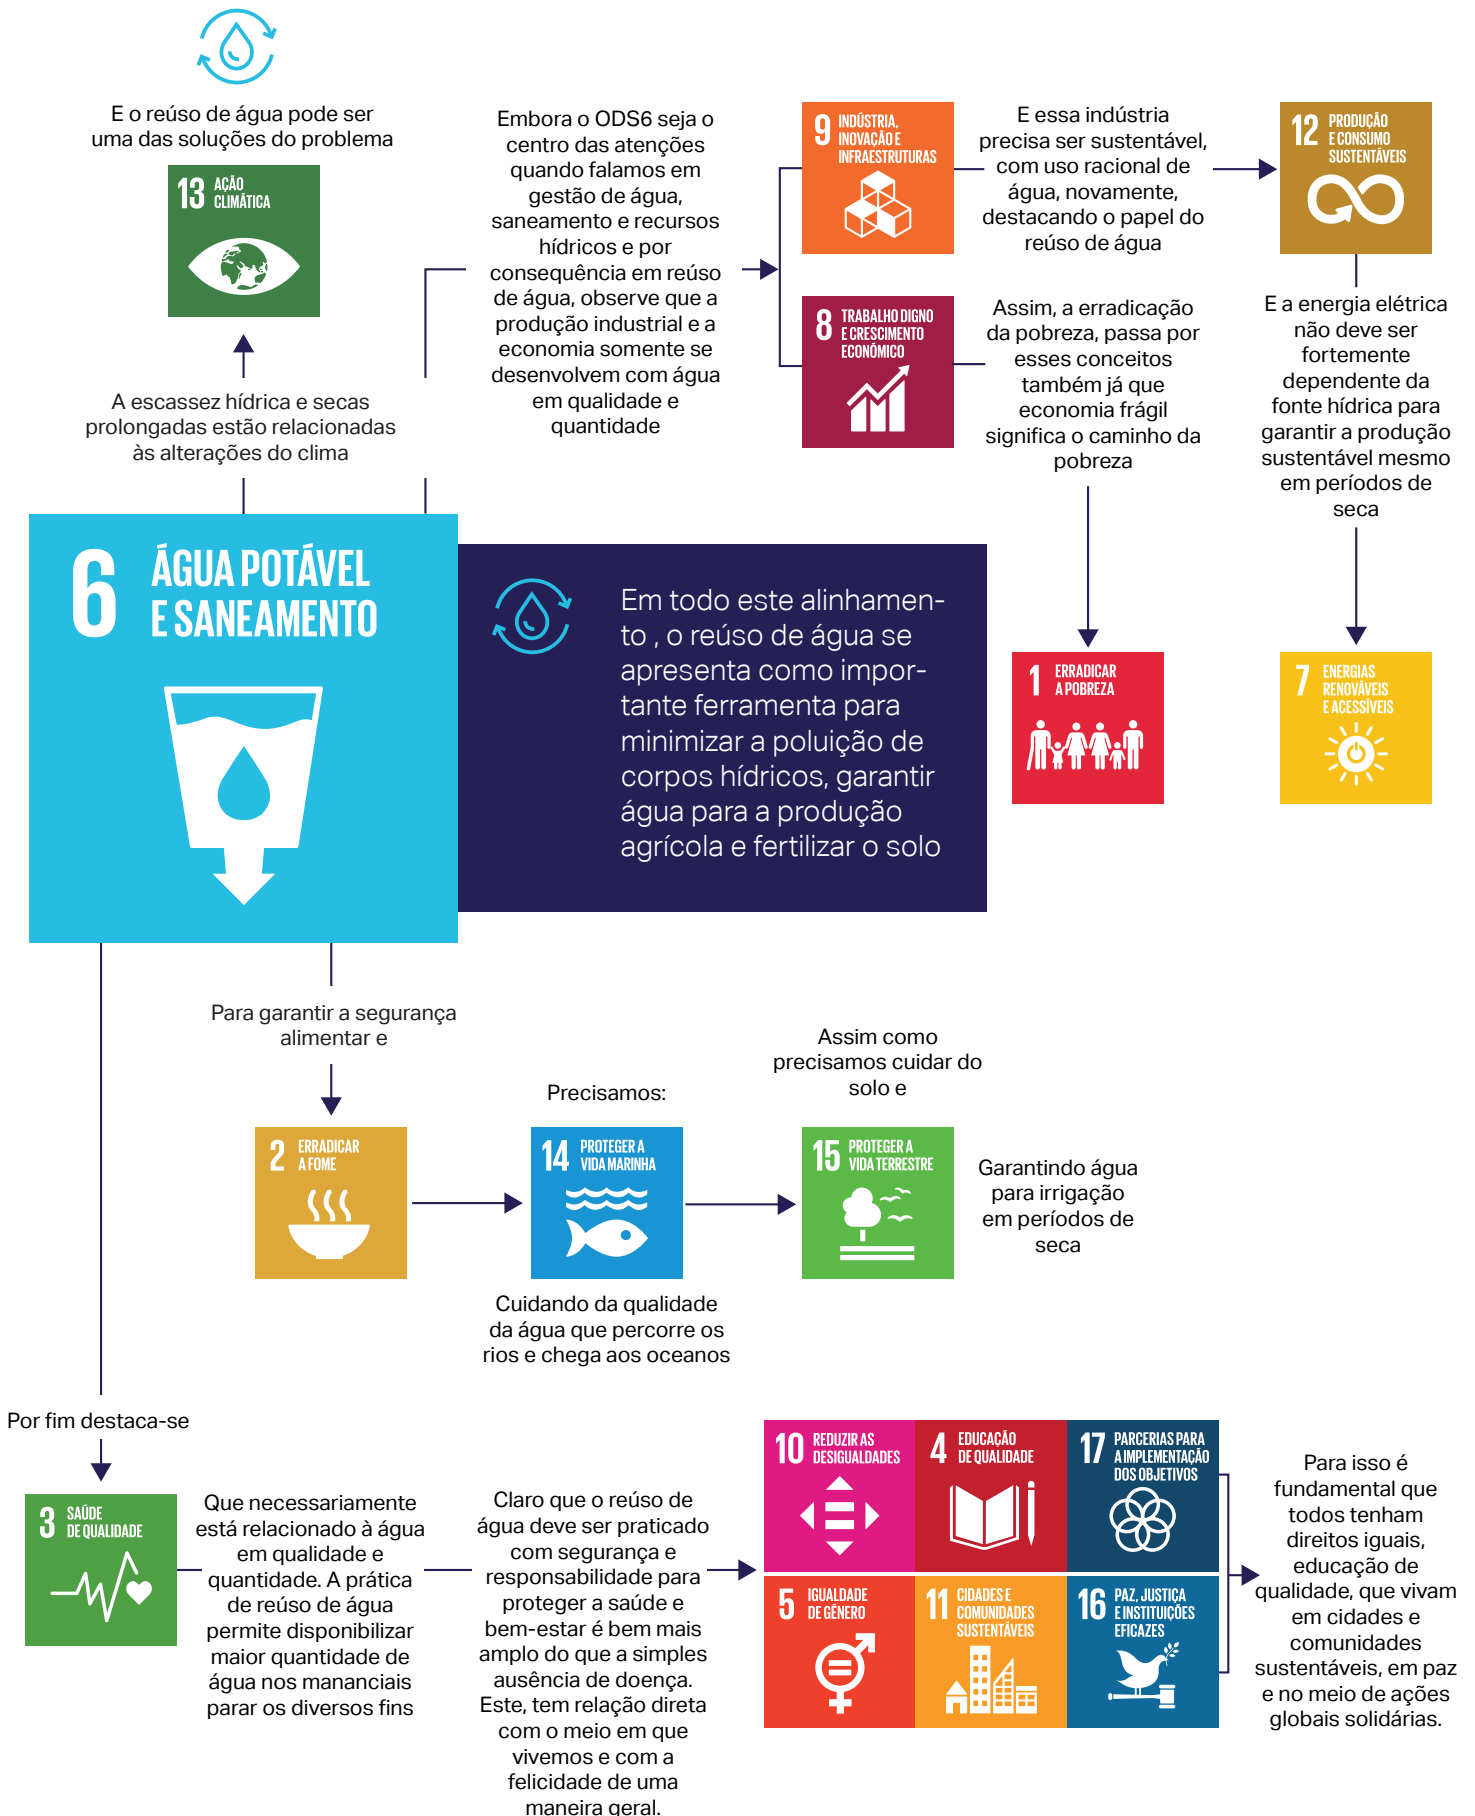 E o reúso de água pode ser
uma das soluções do problema
13 AÇÃO
CLIMÁTICA
A escassez hídrica e secas
prolongadas estão relacionadas
às alterações do clima
Embora o ODS6 seja o
centro das atenções
quando falamos em
gestão de água,
saneamento e recursos
hídricos e por
consequência em reúso
de água, observe que a
produção industrial e a
economia somente se
desenvolvem com água
em qualidade e
quantidade
9 INDÚSTRIA,
INOVAÇÃO E
INFRAESTRUTURAS
E essa indústria
precisa ser sustentável,
com uso racional de
água, novamente,
destacando o papel do
reúso de água
12 PRODUÇÃO
E CONSUMO
SUSTENTÁVEIS
8 TRABALHO DIGNO
E CRESCIMENTO
ECONÓMICO
Assim, a erradicação
da pobreza, passa por
esses conceitos
também já que
economia frágil
significa o caminho da
pobreza
E a energia elétrica
não deve ser
fortemente
dependente da
fonte hídrica para
garantir a produção
sustentável mesmo
em períodos de
seca
6 ÁGUA POTÁVEL
E SANEAMENTO
Em todo este alinhamen-
to , o reúso de água se
apresenta como impor-
tante ferramenta para
minimizar a poluição de
corpos hídricos, garantir
água para a produção
agrícola e fertilizar o solo
1 ERRADICAR
A POBREZA
7 ENERGIAS
RENOVÁVEIS
E ACESSÍVEIS
Para garantir a segurança
alimentar e
2 ERRADICAR
A FOME
Precisamos:
14 PROTEGER A
VIDA MARINHA
Cuidando da qualidade
da água que percorre os
rios e chega aos oceanos
Assim como
precisamos cuidar do
solo e
15 PROTEGER A
VIDA TERRESTRE
Garantindo água
para irrigação
em períodos de
seca
Por fim destaca-se
3 SAÚDE
DE QUALIDADE
Que necessariamente
está relacionado à água
em qualidade e
quantidade. A prática
de reúso de água
permite disponibilizar
maior quantidade de
água nos mananciais
parar os diversos fins
Claro que o reúso de
água deve ser praticado
com segurança e
responsabilidade para
proteger a saúde e
bem-estar é bem mais
amplo do que a simples
ausência de doença.
Este, tem relação direta
com o meio em que
vivemos e com a
felicidade de uma
maneira geral.
10 REDUZIR AS
DESIGUALDADES
4 EDUCAÇÃO
DE QUALIDADE
17 PARCERIAS PARA
A IMPLEMENTAÇÃO
DOS OBJETIVOS
5 IGUALDADE
DE GÉNERO
11 CIDADES E
COMUNIDADES
SUSTENTÁVEIS
16 PAZ, JUSTIÇA
E INSTITUIÇÕES
EFICAZES
Para isso é
fundamental que
todos tenham
direitos iguais,
educação de
qualidade, que vivam
em cidades e
comunidades
sustentáveis, em paz
e no meio de ações
globais solidárias.